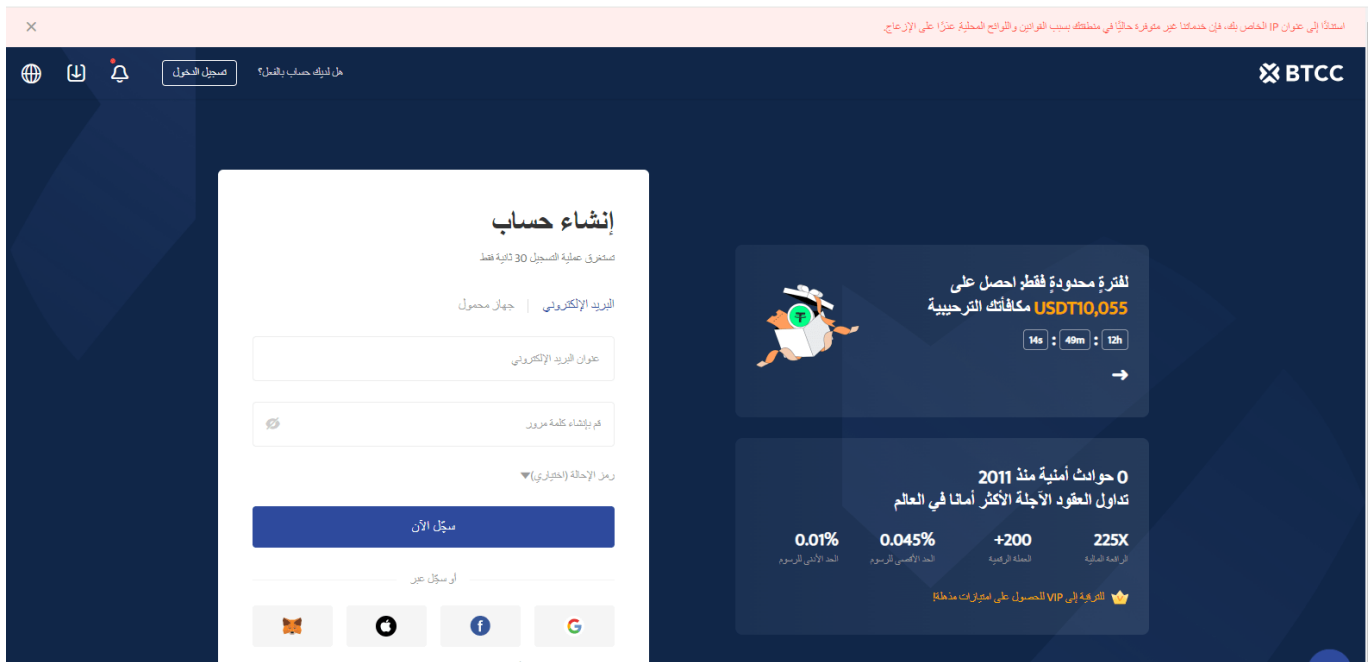 استنادًا إلى عنوان IP الخاص بك، فإن خدماتنا غير متوفرة حاليًا في منطقتك بسبب القوانين واللوائح المحلية عذرًا على الإزعاج.
BTCC
هل لديك حساب بالفعل؟
تسجيل الدخول
إنشاء حساب
تستغرق عملية التسجيل 30 ثانية فقط
البريد الإلكتروني | جهاز محمول
عنوان البريد الإلكتروني
قم بإنشاء كلمة مرور
رمز الإحالة (اختياري)
سجّل الآن
أو سجّل عبر
لفترةٍ محدودةٍ فقط، احصل على
USDT10,055 مكافأتك الترحيبية
12h : 49m : 14s
0 حوادث أمنية منذ 2011
تداول العقود الآجلة الأكثر أمانا في العالم
225X +200 0.045% 0.01%
الرافعة المالية العملة الرقمية الحد الأقصى للرسوم الحد الأدنى للرسوم
الترقية إلى VIP للحصول على امتيازات مذهلة!